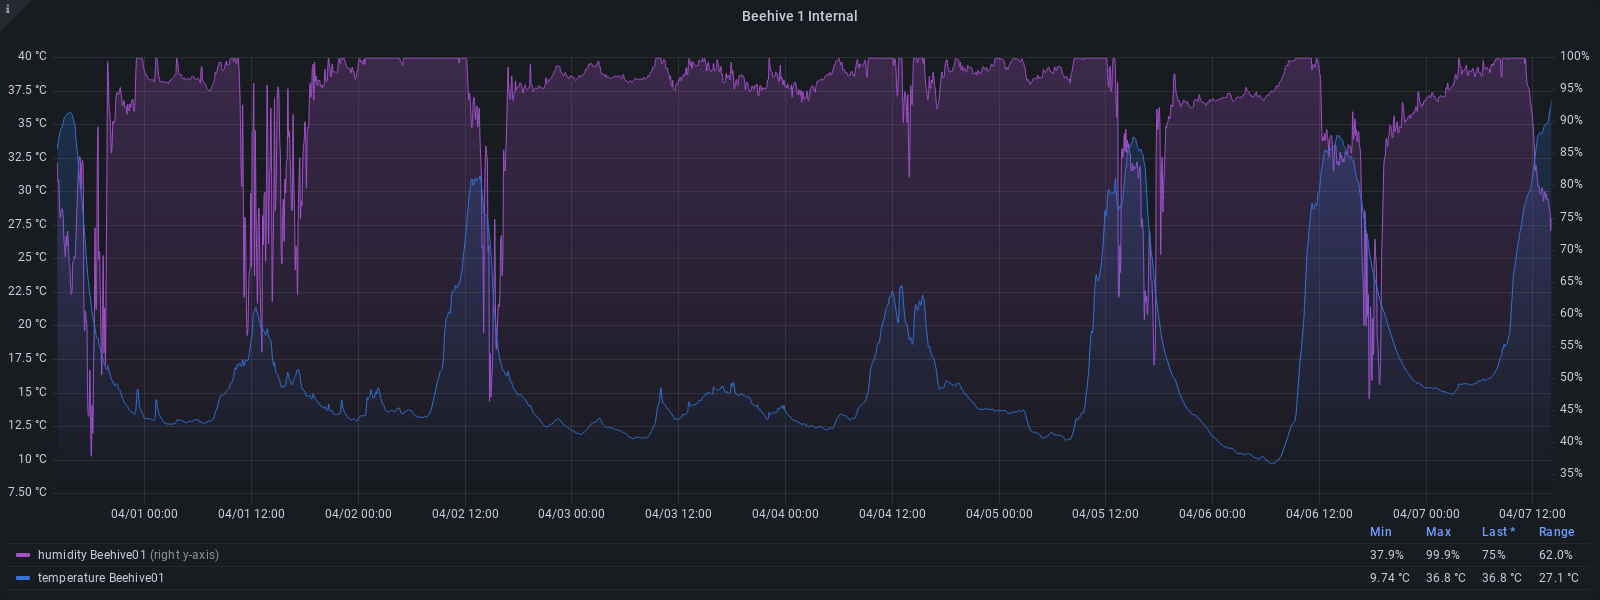 i
Beehive 1 Internal
40 °C
37.5 °C
35 °C
32.5 °C
30 °C
27.5 °C
25 °C
22.5 °C
20 °C
17.5 °C
15 °C
12.5 °C
10 °C
7.50 °C
100%
95%
90%
85%
80%
75%
70%
65%
60%
55%
50%
45%
40%
35%
04/01 00:00 04/01 12:00 04/02 00:00 04/02 12:00 04/03 00:00 04/03 12:00 04/04 00:00 04/04 12:00 04/05 00:00 04/05 12:00 04/06 00:00 04/06 12:00 04/07 00:00 04/07 12:00
Min Max Last * Range
humidity Beehive01 (right y-axis) 37.9% 99.9% 75% 62.0%
temperature Beehive01 9.74 °C 36.8 °C 36.8 °C 27.1 °C